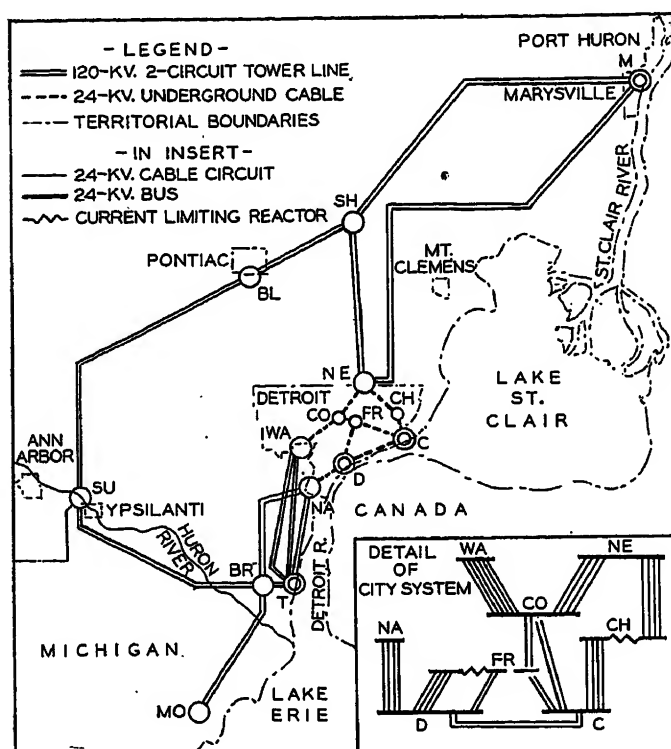 - LEGEND -
120-KV. 2-CIRCUIT TOWER LINE
24-KV. UNDERGROUND CABLE
TERRITORIAL BOUNDARIES
- IN INSERT -
24-KV. CABLE CIRCUIT
24-KV. BUS
CURRENT LIMITING REACTOR
PORT HURON
M
MARYSVILLE
ST. CLAIR RIVER
SH
PONTIAC
BL
MT.
CLEMENS
NE
DETROIT
CH
CO
FR
LAKE
ST.
CLAIR
WA
C
ANN
ARBOR
D
SU
YPSILANTI
NA
CANADA
HURON
RIVER
BR
T
DETROIT R.
MICHIGAN
MO
LAKE
ERIE
DETAIL
OF
CITY SYSTEM
WA
NE
CO
NA
CH
FR
D
C